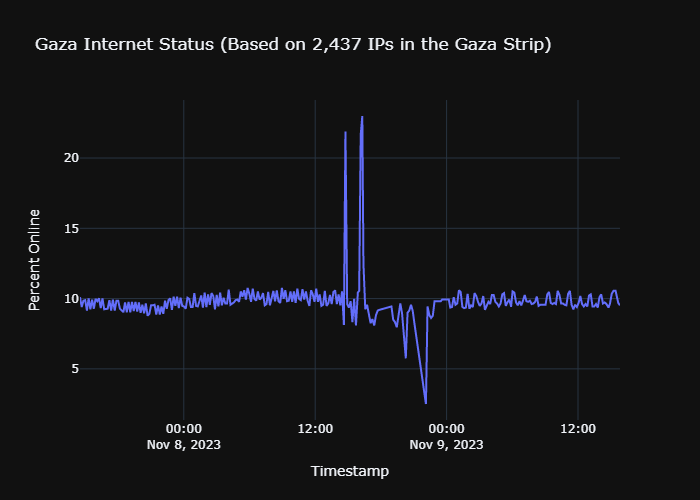 Gaza Internet Status (Based on 2,437 IPs in the Gaza Strip)
Percent Online
20
15
10
5
00:00
Nov 8, 2023
12:00
00:00
Nov 9, 2023
12:00
Timestamp